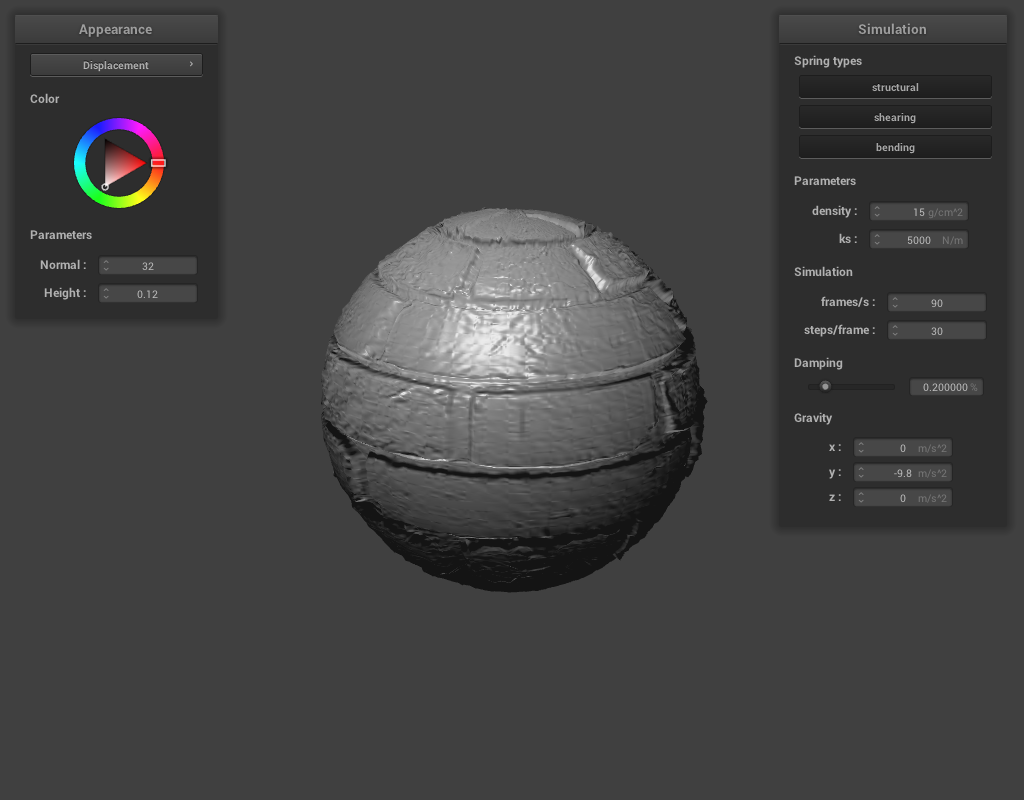 Appearance
Displacement
Color
Parameters
Normal : 32
Height : 0.12
Simulation
Spring types
structural
shearing
bending
Parameters
density : 15 g/cm^2
ks : 5000 N/m
Simulation
frames/s : 90
steps/frame : 30
Damping
0.200000 %
Gravity
x : 0 m/s^2
y : -9.8 m/s^2
z : 0 m/s^2